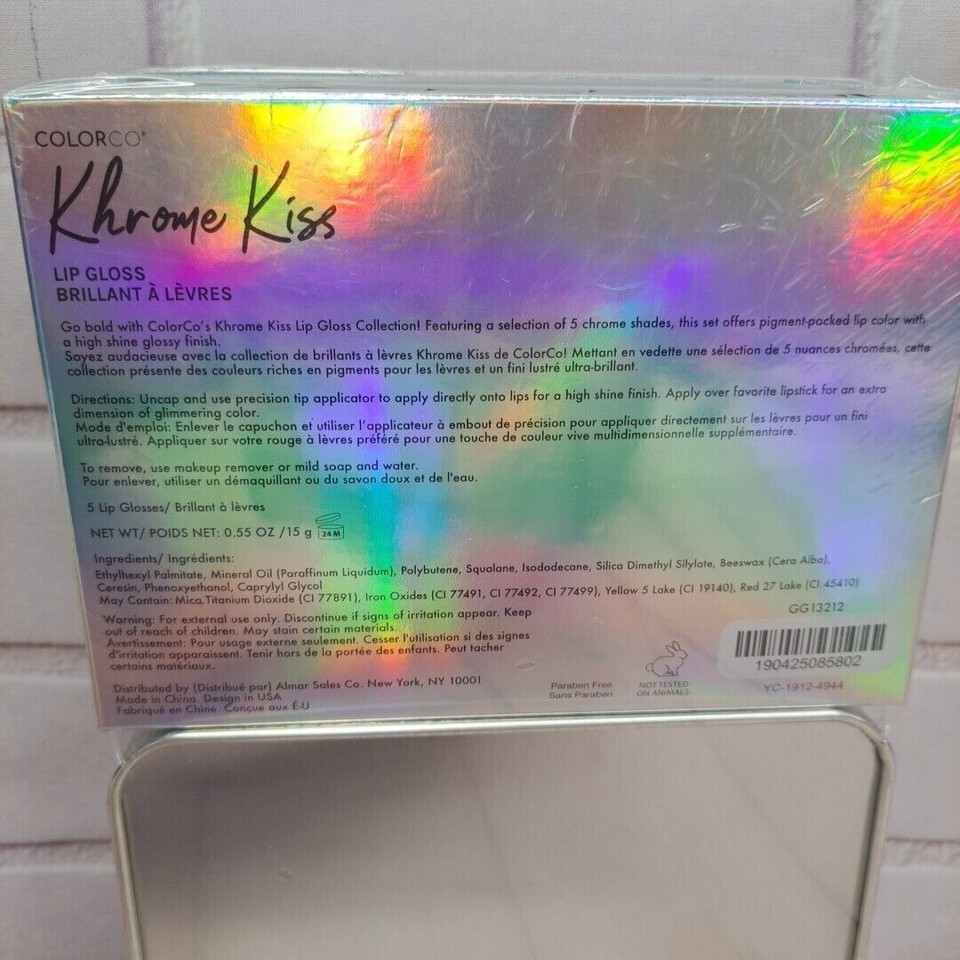 COLORCO®
Khrome Kiss
LIP GLOSS
BRILLANT À LÈVRES
Go bold with ColorCo's Khrome Kiss Lip Gloss Collection! Featuring a selection of 5 chrome shades, this set offers pigment-packed lip color with
a high shine glossy finish.
Soyez audacieuse avec la collection de brillants à lèvres Khrome Kiss de ColorCo! Mettant en vedette une sélection de 5 nuances chromées, cette
collection présente des couleurs riches en pigments pour les lèvres et un fini lustré ultra-brillant.
Directions: Uncap and use precision tip applicator to apply directly onto lips for a high shine finish. Apply over favorite lipstick for an extra
dimension of glimmering color.
Mode d'emploi: Enlever le capuchon et utiliser l'applicateur à embout de précision pour appliquer directement sur les lèvres pour un fini
ultra-lustré. Appliquer sur votre rouge à lèvres préféré pour une touche de couleur vive multidimensionnelle supplémentaire.
To remove, use makeup remover or mild soap and water.
Pour enlever, utiliser un démaquillant ou du savon doux et de l'eau.
5 Lip Glosses/ Brillant à lèvres
NET WT/ POIDS NET: 0.55 OZ /15 g 24 M
Ingredients/ Ingrédients:
Ethylhexyl Palmitate, Mineral Oil (Paraffinum Liquidum), Polybutene, Squalane, Isododecane, Silica Dimethyl Silylate, Beeswax (Cera Alba),
Ceresin, Phenoxyethanol, Caprylyl Glycol
May Contain: Mica, Titanium Dioxide (CI 77891), Iron Oxides (CI 77491, CI 77492, CI 77499), Yellow 5 Lake (CI 19140), Red 27 Lake (CI 45410)
Warning: For external use only. Discontinue if signs of irritation appear. Keep
out of reach of children. May stain certain materials.
Avertissement: Pour usage externe seulement. Cesser l'utilisation si des signes
d'irritation apparaissent. Tenir hors de la portée des enfants. Peut tacher
certains matériaux.
Distributed by (Distribué par) Almar Sales Co. New York, NY 10001
Made in China. Design in USA
Fabriqué en Chine. Conçue aux É-U
Paraben Free
Sans Paraben
NOT TESTED
ON ANIMALS
GG13212
190425085802
YC-1912-4944